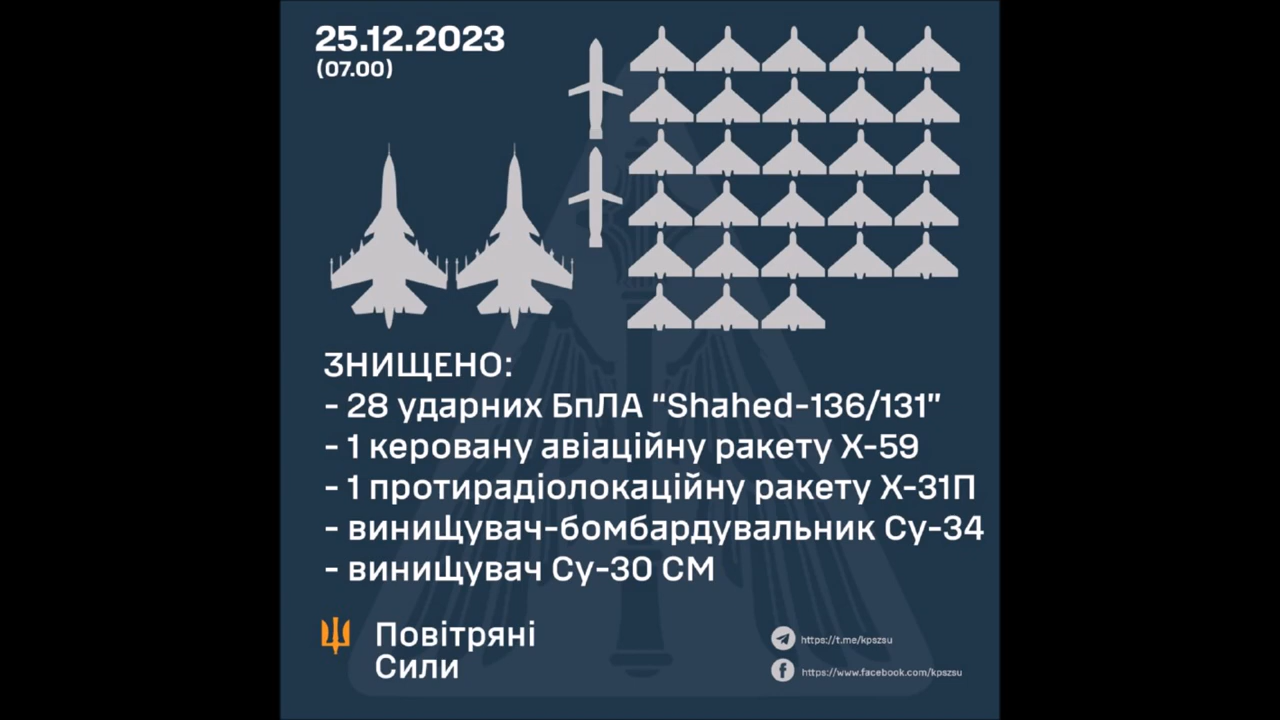 25.12.2023
(07.00)
ЗНИЩЕНО:
- 28 ударних БпЛА “Shahed-136/131”
- 1 керовану авіаційну ракету Х-59
- 1 протирадіолокаційну ракету Х-31П
- винищувач-бомбардувальник Су-34
- винищувач Су-30 СМ
Повітряні
Сили
https://t.me/kpszsu
https://www.facebook.com/kpszsu